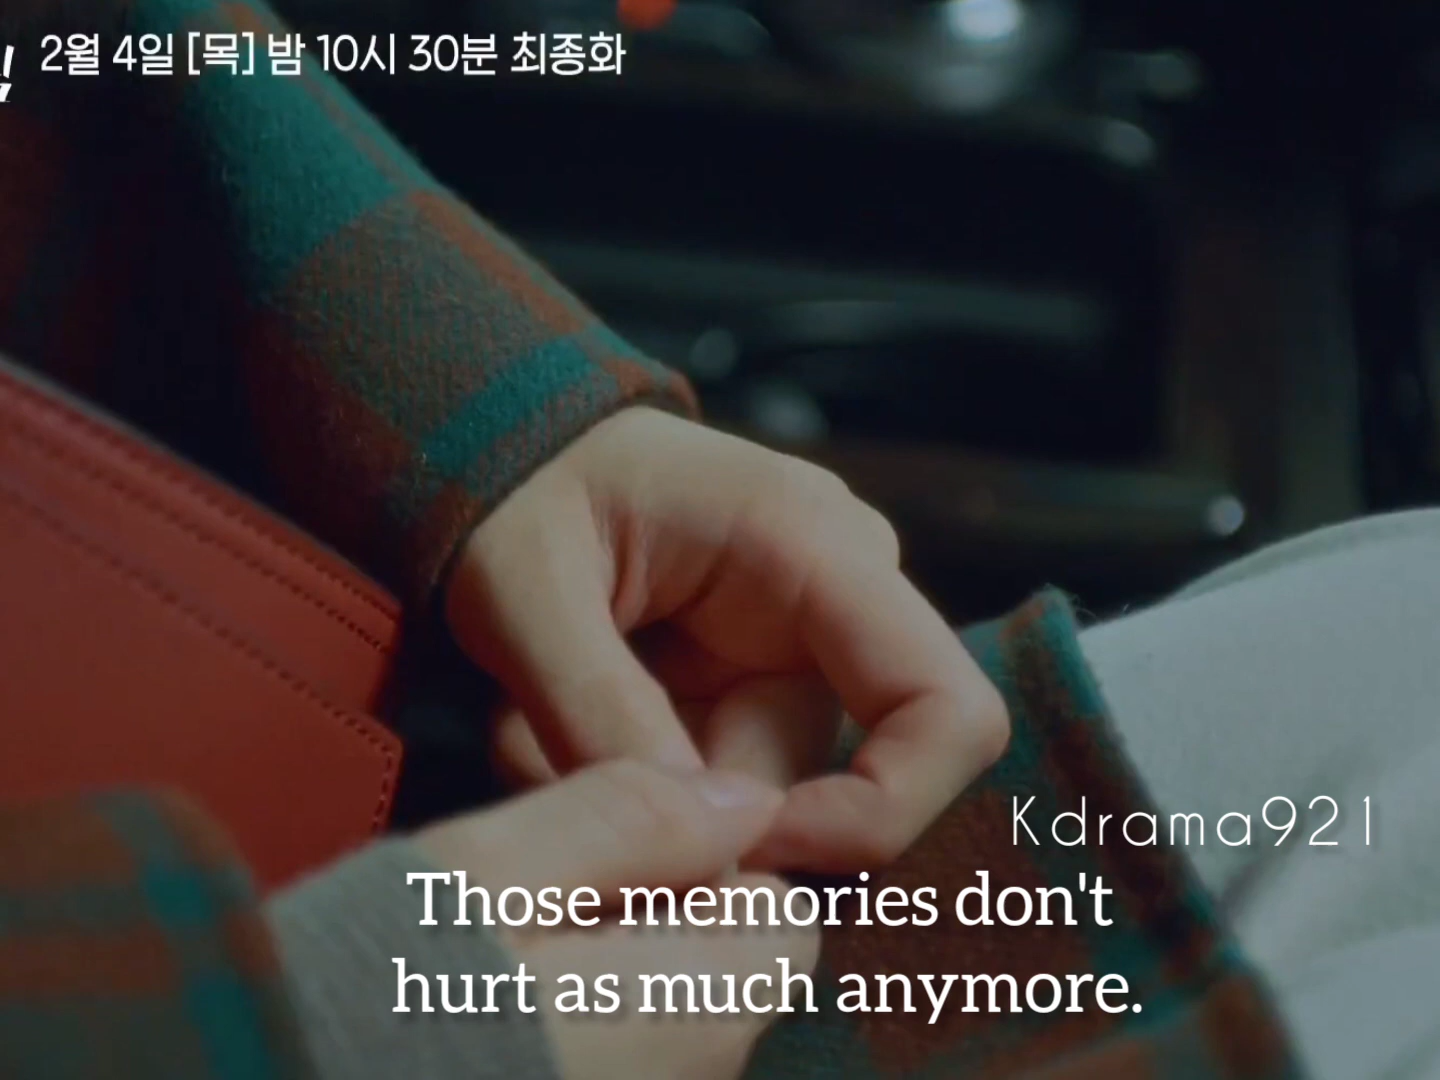 2월 4일 [목] 밤 10시 30분 최종화
Kdrama921
Those memories don't
hurt as much anymore.